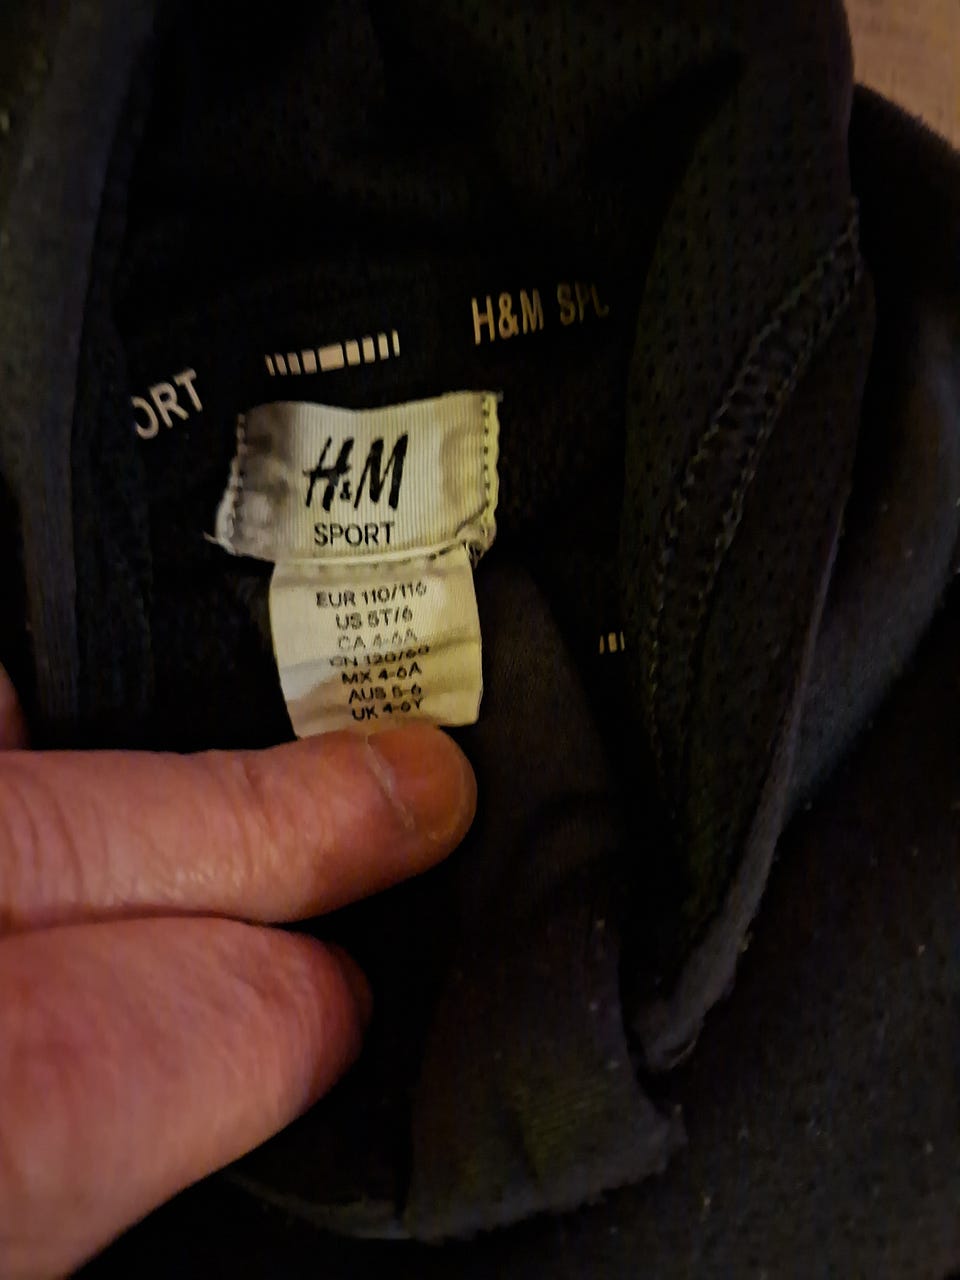 H&M SPO
ORT
H&M
SPORT
EUR 110/116
US 5T/6
CA 4-6A
CN 120/60
MX 4-6A
AUS 5-6
UK 4-6Y